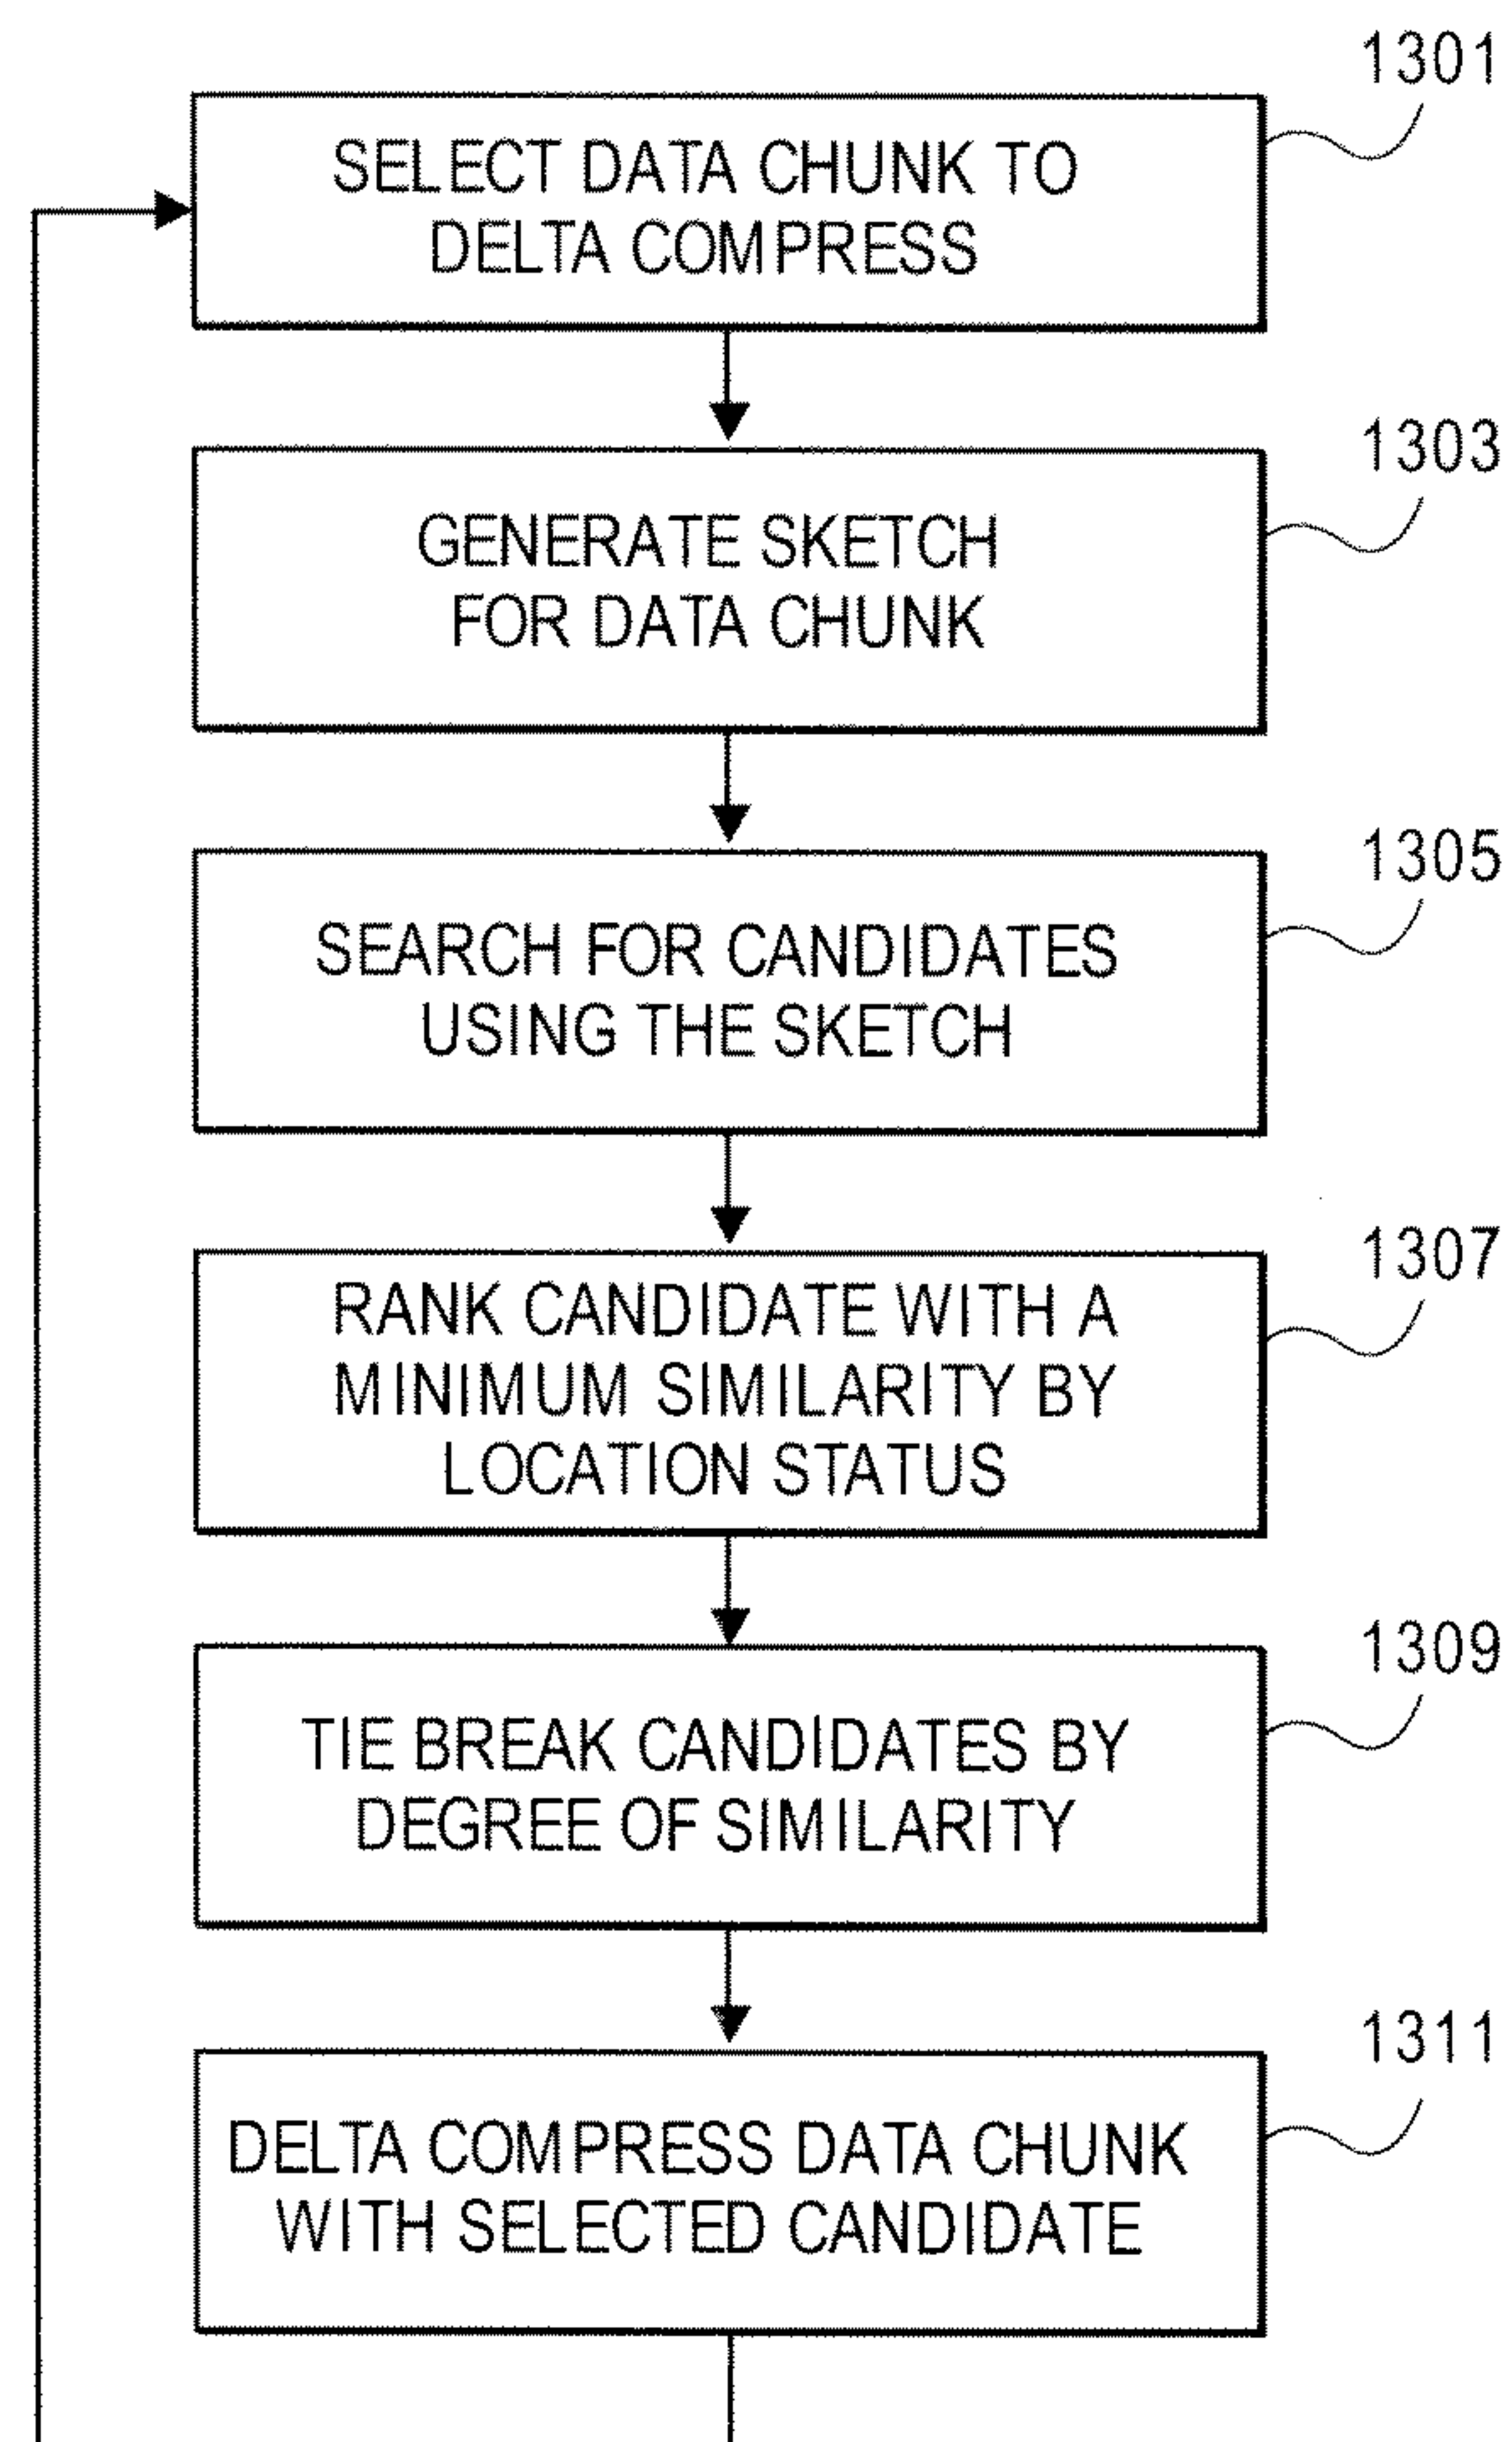 1301
SELECT DATA CHUNK TO
DELTA COMPRESS
1303
GENERATE SKETCH
FOR DATA CHUNK
1305
SEARCH FOR CANDIDATES
USING THE SKETCH
1307
RANK CANDIDATE WITH A
MINIMUM SIMILARITY BY
LOCATION STATUS
1309
TIE BREAK CANDIDATES BY
DEGREE OF SIMILARITY
1311
DELTA COMPRESS DATA CHUNK
WITH SELECTED CANDIDATE